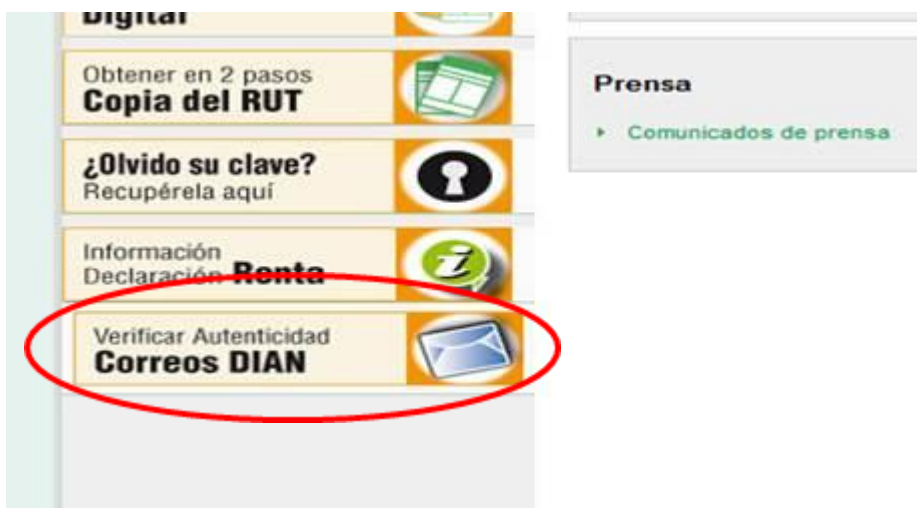 Digital
Obtener en 2 pasos
Copia del RUT
¿Olvido su clave?
Recupérela aquí
Información
Declaración Renta
Verificar Autenticidad
Correos DIAN
Prensa
Comunicados de prensa